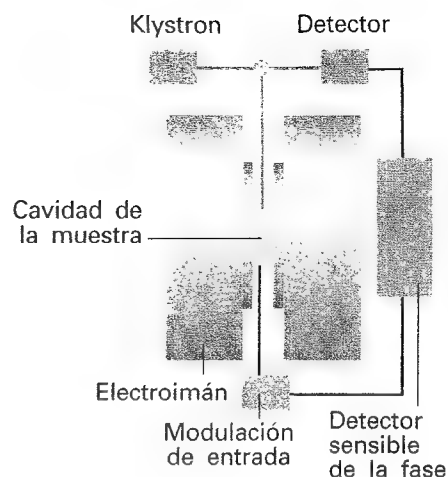 Klystron
Detector
Cavidad de
la muestra
Electroimán
Modulación
de entrada
Detector
sensible
de la fase